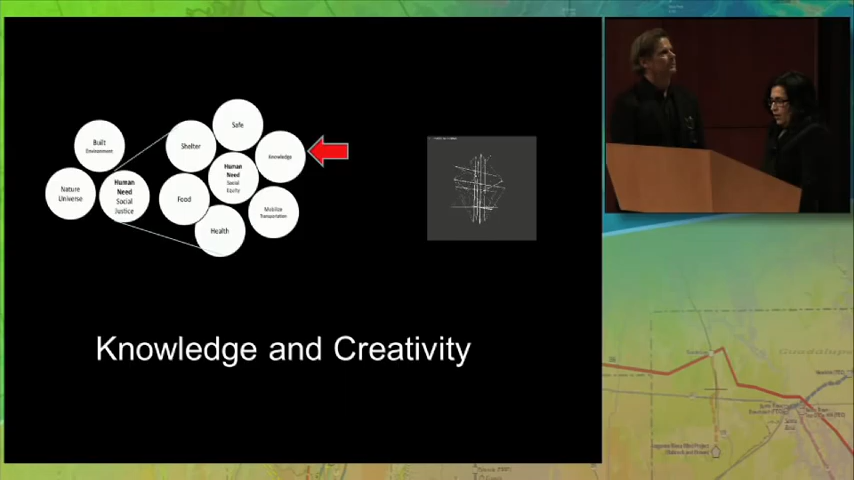 Built
Environment
Nature
Universe
Human
Need
Social
Justice
Safe
Shelter
Knowledge
Human
Need
Social
Equity
Food
Mobilize
Transportation
Health
Knowledge and Creativity